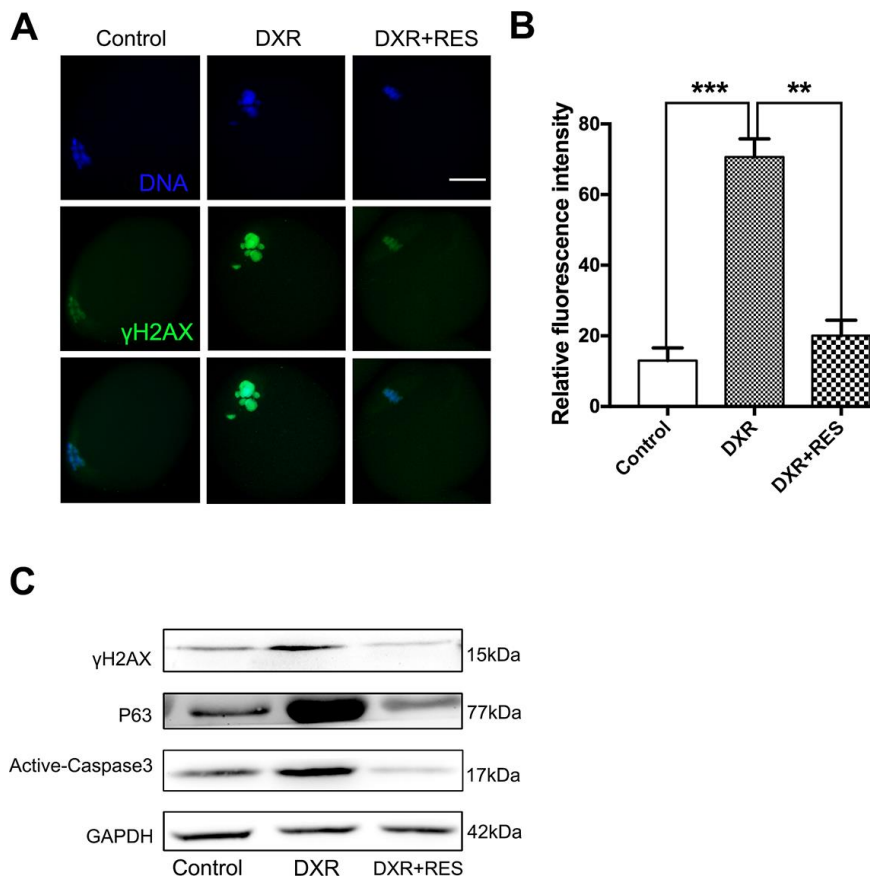 A
Control DXR DXR+RES
DNA
γH2AX
B
Relative fluorescence intensity
80
60
40
20
0
*** **
Control DXR DXR+RES
C
γH2AX 15kDa
P63 77kDa
Active-Caspase3 17kDa
GAPDH 42kDa
Control DXR DXR+RES